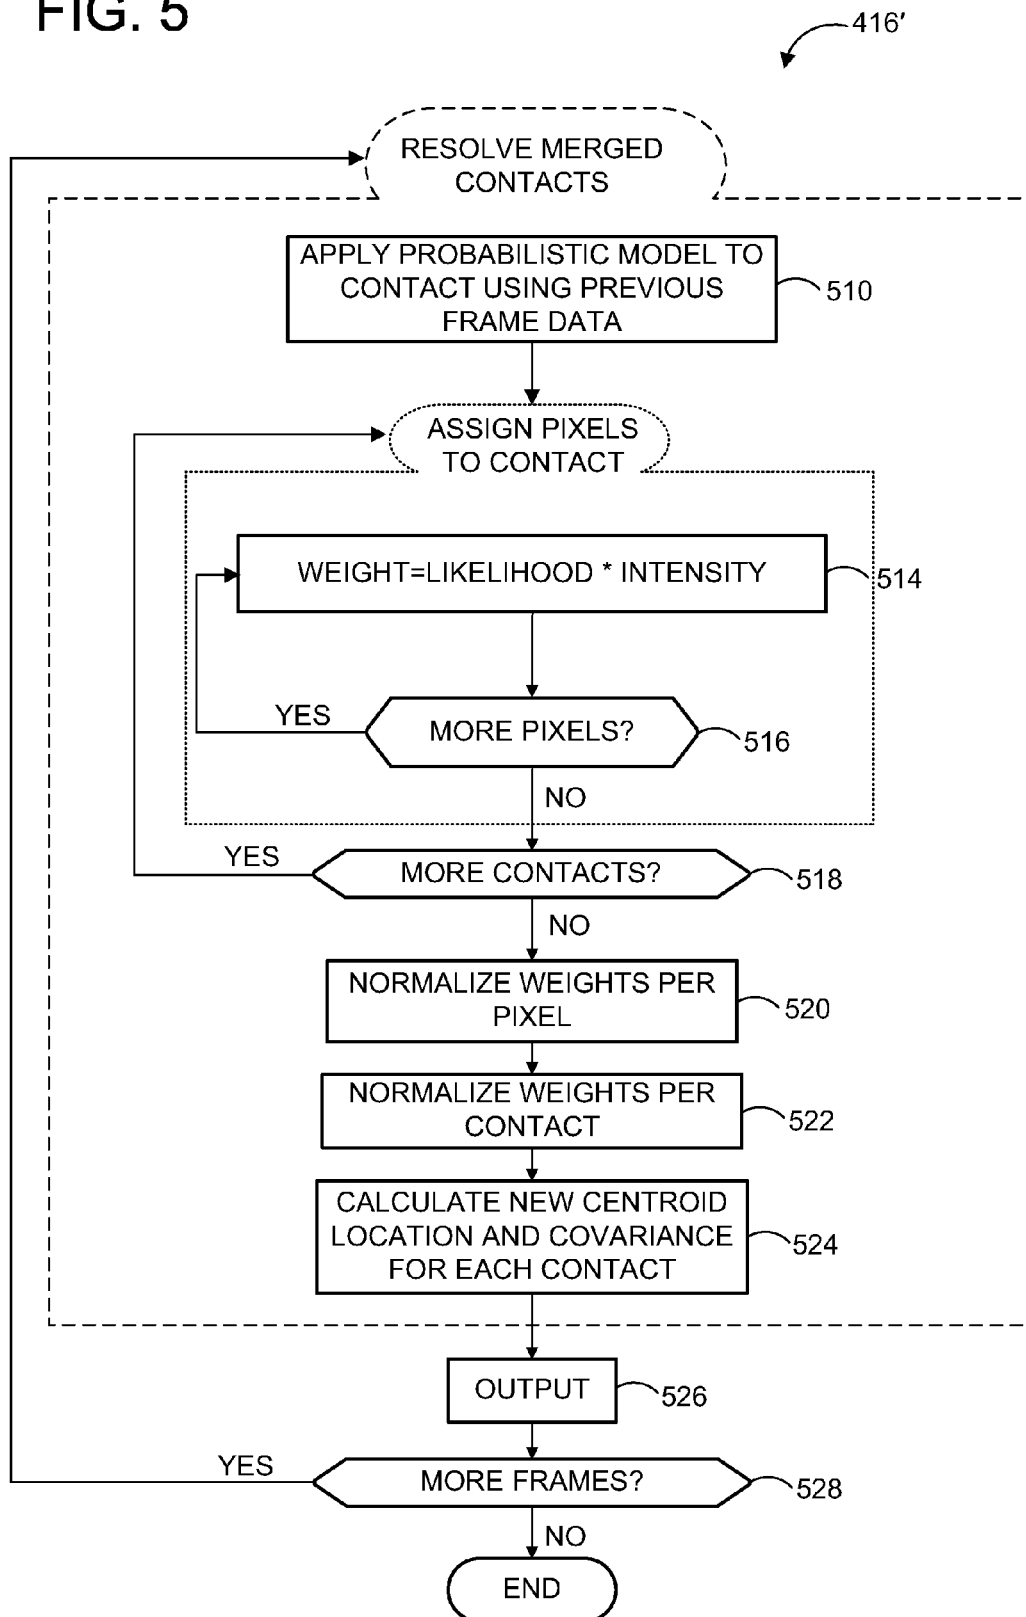 FIG. 5
416′
RESOLVE MERGED
CONTACTS
APPLY PROBABILISTIC MODEL TO
CONTACT USING PREVIOUS
FRAME DATA
510
ASSIGN PIXELS
TO CONTACT
WEIGHT=LIKELIHOOD * INTENSITY
514
YES
MORE PIXELS?
516
NO
YES
MORE CONTACTS?
518
NO
NORMALIZE WEIGHTS PER
PIXEL
520
NORMALIZE WEIGHTS PER
CONTACT
522
CALCULATE NEW CENTROID
LOCATION AND COVARIANCE
FOR EACH CONTACT
524
OUTPUT
526
YES
MORE FRAMES?
528
NO
END